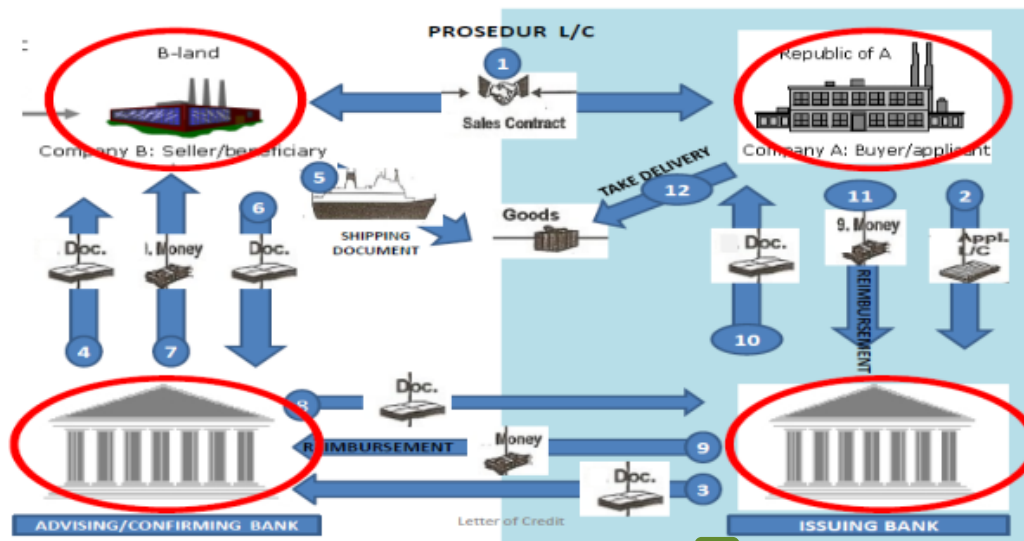 PROSEDUR L/C
B-land
1
Republic of A
Sales Contract
Company B: Seller/beneficiary
Company A: Buyer/applicant
5
TAKE DELIVERY
12
6
11
2
Goods
9. Money
Doc.
Money
Doc.
SHIPPING
DOCUMENT
Doc.
Appl.
L/C
REIMBURSEMENT
4
7
10
8
Doc.
REIMBURSEMENT
Money
9
Doc.
3
ADVISING/CONFIRMING BANK
Letter of Credit
ISSUING BANK